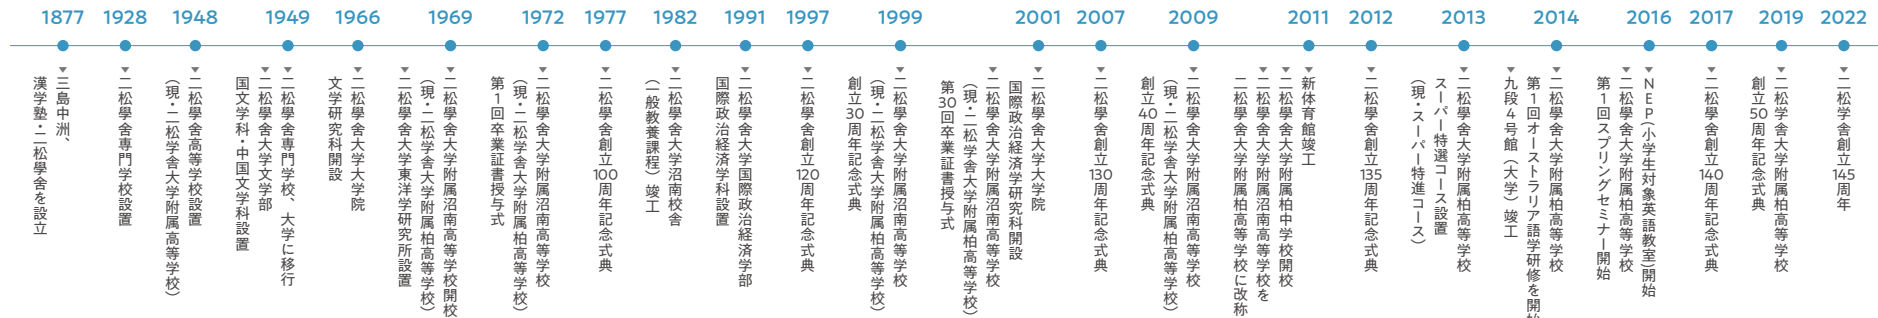 1877
三島中洲、
漢学塾・二松學舍を設立
1928
二松學舍専門学校設置
1948
二松學舍高等学校設置
（現・二松学舎大学附属高等学校）
1949
二松學舍専門学校、大学に移行
二松學舍大学文学部
国文学科・中国文学科設置
1966
二松學舍大学大学院
文学研究科開設
1969
二松學舍大学附属沼南高等学校開校
（現・二松学舎大学附属柏高等学校）
二松學舍大学東洋学研究所設置
1972
二松學舍大学附属沼南高等学校
（現・二松学舎大学附属柏高等学校）
第1回卒業証書授与式
1977
二松學舍創立100周年記念式典
1982
二松學舍大学沼南校舎
（一般教養課程）竣工
1991
二松學舍大学国際政治経済学部
国際政治経済学科設置
1997
二松學舍創立120周年記念式典
1999
二松學舍大学附属沼南高等学校
（現・二松学舎大学附属柏高等学校）
創立30周年記念式典
2001
二松學舍大学大学院
国際政治経済学研究科開設
二松學舍大学附属沼南高等学校
（現・二松学舎大学附属柏高等学校）
第30回卒業証書授与式
2007
二松學舍創立130周年記念式典
2009
二松學舍大学附属沼南高等学校
（現・二松学舎大学附属柏高等学校）
創立40周年記念式典
2011
新体育館竣工
二松學舍大学附属柏中学校開校
二松學舍大学附属沼南高等学校を
二松學舍大学附属柏高等学校に改称
2012
二松學舍創立135周年記念式典
2013
二松學舍大学附属柏高等学校
スーパー特選コース設置
（現・スーパー特進コース）
2014
二松學舍大学附属柏高等学校
第1回オーストラリア語学研修を開始
九段4号館（大学）竣工
2016
NEP（小学生対象英語教室）開始
二松學舍大学附属柏高等学校
第1回スプリングセミナー開始
2017
二松學舍創立140周年記念式典
2019
二松学舎大学附属柏高等学校
創立50周年記念式典
2022
二松学舎創立145周年